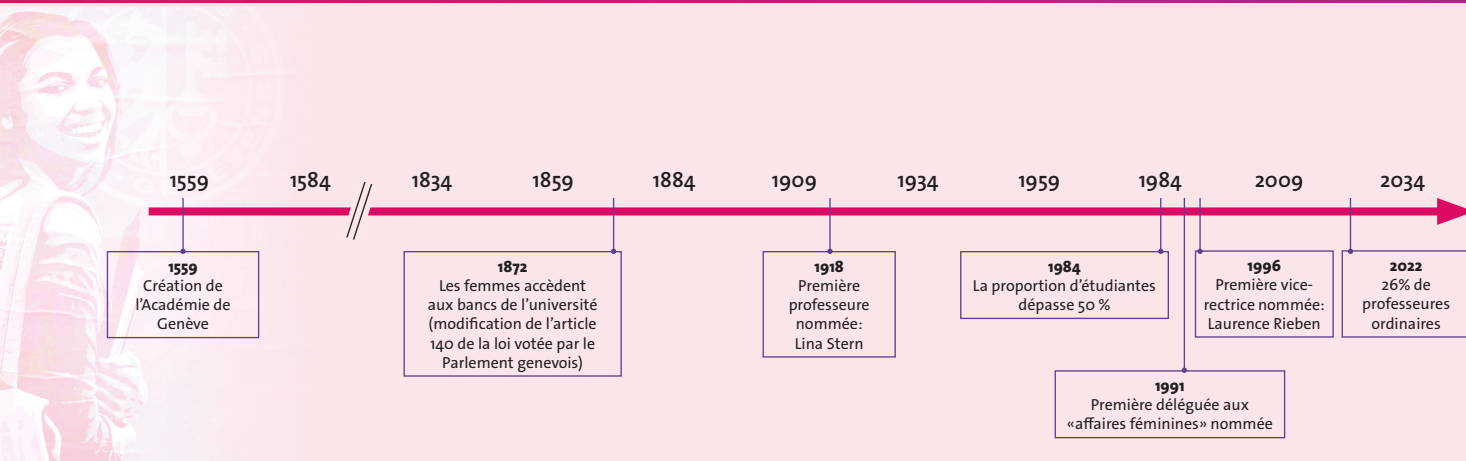 1559 1584 1834 1859 1884 1909 1934 1959 1984 2009 2034
1559
Création de
l’Académie de
Genève
1872
Les femmes accèdent
aux bancs de l’université
(modification de l’article
140 de la loi votée par le
Parlement genevois)
1918
Première
professeure
nommée:
Lina Stern
1984
La proportion d’étudiantes
dépasse 50 %
1991
Première déléguée aux
«affaires féminines» nommée
1996
Première vice-
rectrice nommée:
Laurence Rieben
2022
26% de
professeures
ordinaires